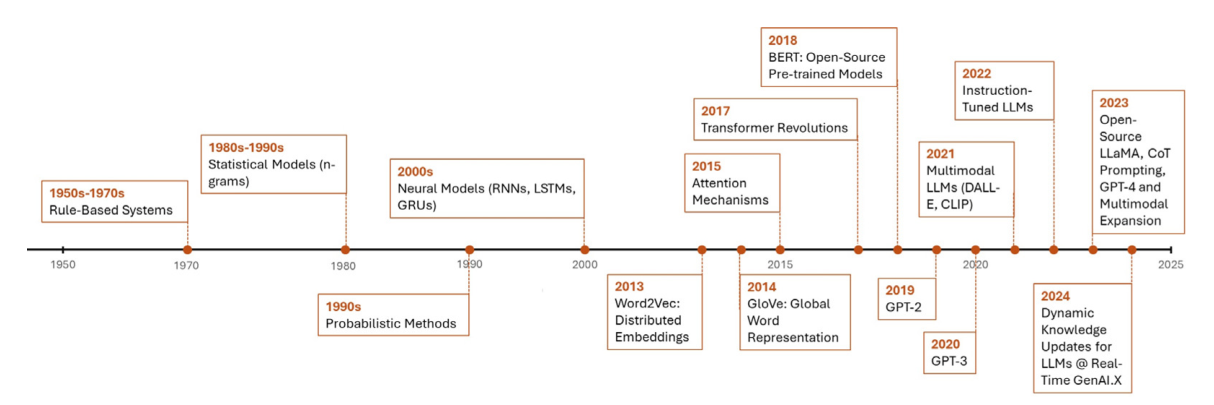 2018
BERT: Open-Source
Pre-trained Models
2022
Instruction-
Tuned LLMs
2023
Open-
Source
LLaMA, CoT
Prompting,
GPT-4 and
Multimodal
Expansion
2017
Transformer Revolutions
1980s-1990s
Statistical Models (n-
grams)
2021
Multimodal
LLMs (DALL-
E, CLIP)
2000s
Neural Models (RNNs, LSTMs,
GRUs)
2015
Attention
Mechanisms
1950s-1970s
Rule-Based Systems
1950
1970
1980
1990
2000
2015
2020
2025
1990s
Probabilistic Methods
2013
Word2Vec:
Distributed
Embeddings
2014
GloVe: Global
Word
Representation
2019
GPT-2
2020
GPT-3
2024
Dynamic
Knowledge
Updates for
LLMs @ Real-
Time GenAI.X